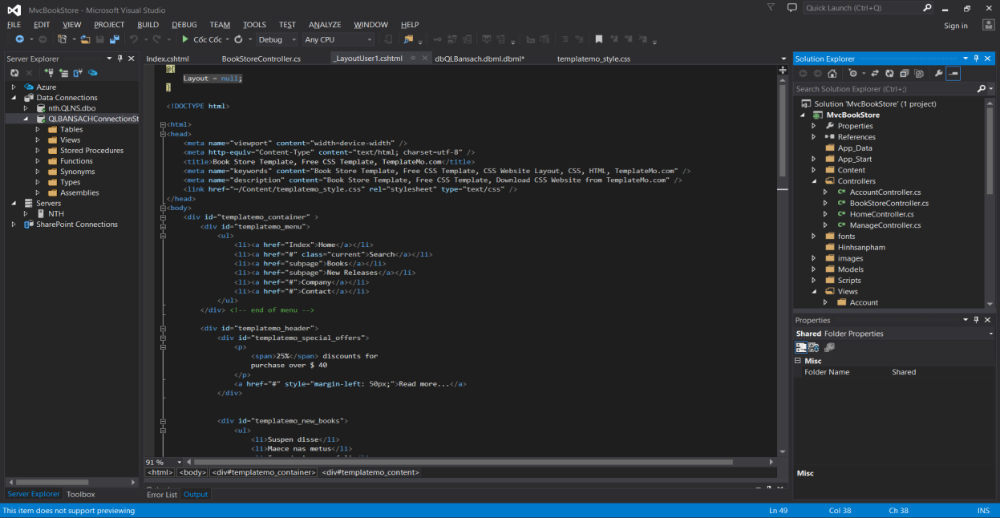 MvcBookStore - Microsoft Visual Studio
Quick Launch (Ctrl+Q)
FILE EDIT VIEW PROJECT BUILD DEBUG TEAM TOOLS TEST ANALYZE WINDOW HELP
Sign in
Cốc Cốc Debug Any CPU
Server Explorer
Azure
Data Connections
nth.QLNS.dbo
QLBANSACHConnectionSt
Tables
Views
Stored Procedures
Functions
Synonyms
Types
Assemblies
Servers
NTH
SharePoint Connections
Server Explorer Toolbox
Index.cshtml BookStoreController.cs _LayoutUser1.cshtml dbQLBansach.dbml.dbml* templatemo_style.css
@{
Layout = null;
}
<!DOCTYPE html>
<html>
<head>
<meta name="viewport" content="width=device-width" />
<meta http-equiv="Content-Type" content="text/html; charset=utf-8" />
<title>Book Store Template, Free CSS Template, TemplateMo.com</title>
<meta name="keywords" content="Book Store Template, Free CSS Template, CSS Website Layout, CSS, HTML, TemplateMo.com" />
<meta name="description" content="Book Store Template, Free CSS Template, Download CSS Website from TemplateMo.com" />
<link href="~/Content/templatemo_style.css" rel="stylesheet" type="text/css" />
</head>
<body>
<div id="templatemo_container" >
<div id="templatemo_menu">
<ul>
<li><a href="Index">Home</a></li>
<li><a href="#" class="current">Search</a></li>
<li><a href="subpage">Books</a></li>
<li><a href="subpage">New Releases</a></li>
<li><a href="#">Company</a></li>
<li><a href="#">Contact</a></li>
</ul>
</div> <!-- end of menu -->
<div id="templatemo_header">
<div id="templatemo_special_offers">
<p>
<span>25%</span> discounts for
purchase over $ 40
</p>
<a href="#" style="margin-left: 50px;">Read more...</a>
</div>
<div id="templatemo_new_books">
<ul>
<li>Suspen disse</li>
<li>Maece nas metus</li>
91 %
<html> <body> <div#templatemo_container> <div#templatemo_content>
Error List Output
Solution Explorer
Search Solution Explorer (Ctrl+;)
Solution 'MvcBookStore' (1 project)
MvcBookStore
Properties
References
App_Data
App_Start
Content
Controllers
AccountController.cs
BookStoreController.cs
HomeController.cs
ManageController.cs
fonts
Hinhsanpham
images
Models
Scripts
Views
Account
Properties
Shared Folder Properties
Misc
Folder Name Shared
Misc
This item does not support previewing Ln 49 Col 38 Ch 38 INS